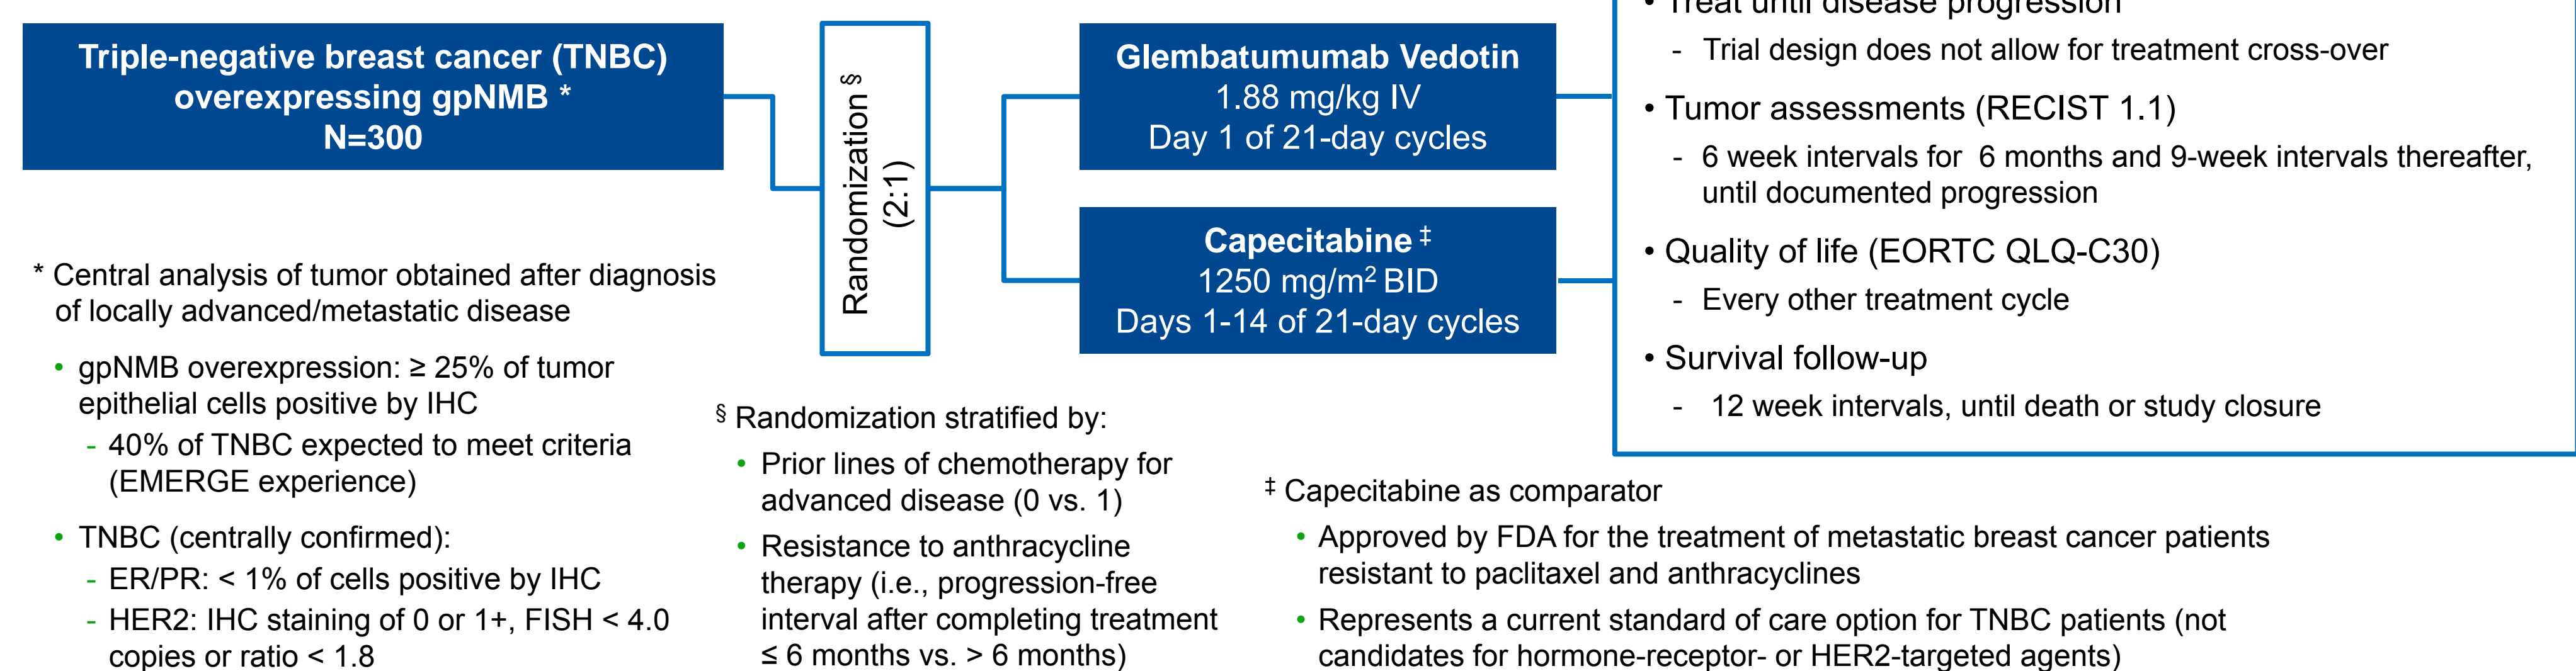 Triple-negative breast cancer (TNBC)
overexpressing gpNMB *
N=300
Randomization §
(2:1)
Glembatumumab Vedotin
1.88 mg/kg IV
Day 1 of 21-day cycles
Capecitabine ‡
1250 mg/m² BID
Days 1-14 of 21-day cycles
• Treat until disease progression
- Trial design does not allow for treatment cross-over
• Tumor assessments (RECIST 1.1)
- 6 week intervals for 6 months and 9-week intervals thereafter,
until documented progression
• Quality of life (EORTC QLQ-C30)
- Every other treatment cycle
• Survival follow-up
- 12 week intervals, until death or study closure
* Central analysis of tumor obtained after diagnosis
of locally advanced/metastatic disease
• gpNMB overexpression: ≥ 25% of tumor
epithelial cells positive by IHC
- 40% of TNBC expected to meet criteria
(EMERGE experience)
• TNBC (centrally confirmed):
- ER/PR: < 1% of cells positive by IHC
- HER2: IHC staining of 0 or 1+, FISH < 4.0
copies or ratio < 1.8
§ Randomization stratified by:
• Prior lines of chemotherapy for
advanced disease (0 vs. 1)
• Resistance to anthracycline
therapy (i.e., progression-free
interval after completing treatment
≤ 6 months vs. > 6 months)
‡ Capecitabine as comparator
• Approved by FDA for the treatment of metastatic breast cancer patients
resistant to paclitaxel and anthracyclines
• Represents a current standard of care option for TNBC patients (not
candidates for hormone-receptor- or HER2-targeted agents)